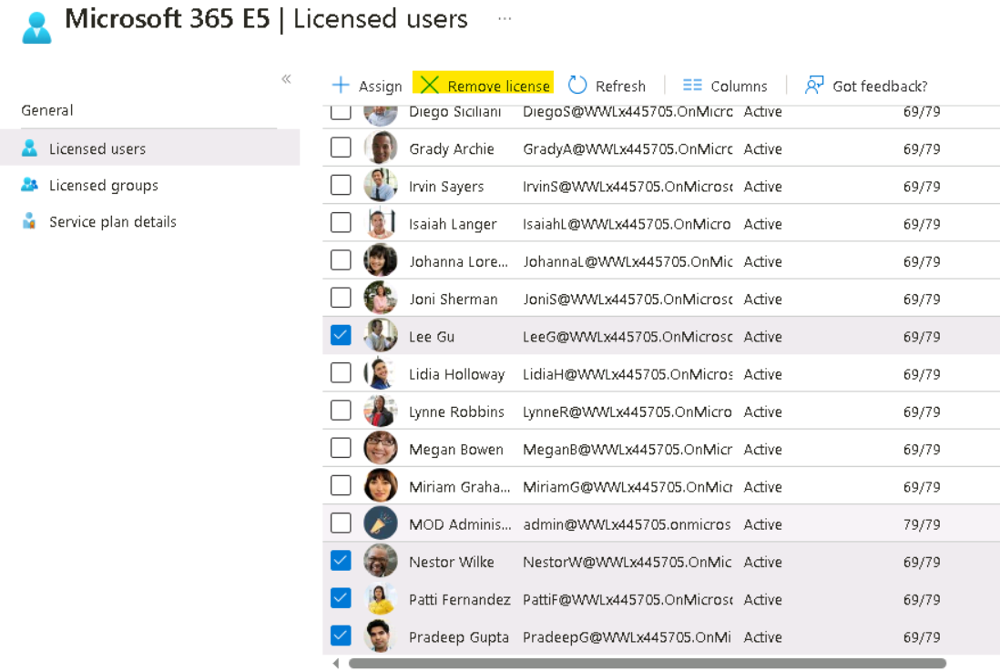 Microsoft 365 E5 | Licensed users ...
«
Assign Remove license Refresh Columns Got feedback?
General
Licensed users
Licensed groups
Service plan details
Diego Siciliani DiegoS@WWLx445705.OnMicro Active 69/79
Grady Archie GradyA@WWLx445705.OnMicrc Active 69/79
Irvin Sayers IrvinS@WWLx445705.OnMicrosc Active 69/79
Isaiah Langer IsaiahL@WWLx445705.OnMicro Active 69/79
Johanna Lore... JohannaL@WWLx445705.OnMic Active 69/79
Joni Sherman JoniS@WWLx445705.OnMicrosc Active 69/79
Lee Gu LeeG@WWLx445705.OnMicrosc Active 69/79
Lidia Holloway LidiaH@WWLx445705.OnMicros Active 69/79
Lynne Robbins LynneR@WWLx445705.OnMicro Active 69/79
Megan Bowen MeganB@WWLx445705.OnMicr Active 69/79
Miriam Graha... MiriamG@WWLx445705.OnMicr Active 69/79
MOD Adminis... admin@WWLx445705.onmicros Active 79/79
Nestor Wilke NestorW@WWLx445705.OnMic Active 69/79
Patti Fernandez PattiF@WWLx445705.OnMicrosc Active 69/79
Pradeep Gupta PradeepG@WWLx445705.OnMi Active 69/79